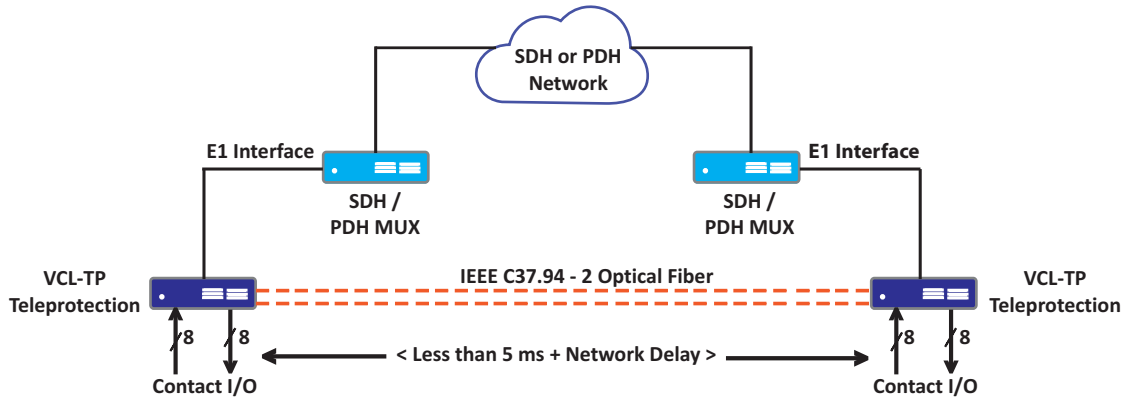 SDH or PDH
Network
E1 Interface
E1 Interface
SDH /
PDH MUX
SDH /
PDH MUX
VCL-TP
Teleprotection
IEEE C37.94 - 2 Optical Fiber
VCL-TP
Teleprotection
8
8
8
8
< Less than 5 ms + Network Delay >
Contact I/O
Contact I/O